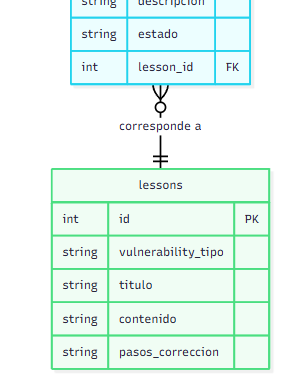 string descripcion
string estado
int lesson_id FK
corresponde a
lessons
int id PK
string vulnerability_tipo
string titulo
string contenido
string pasos_correccion